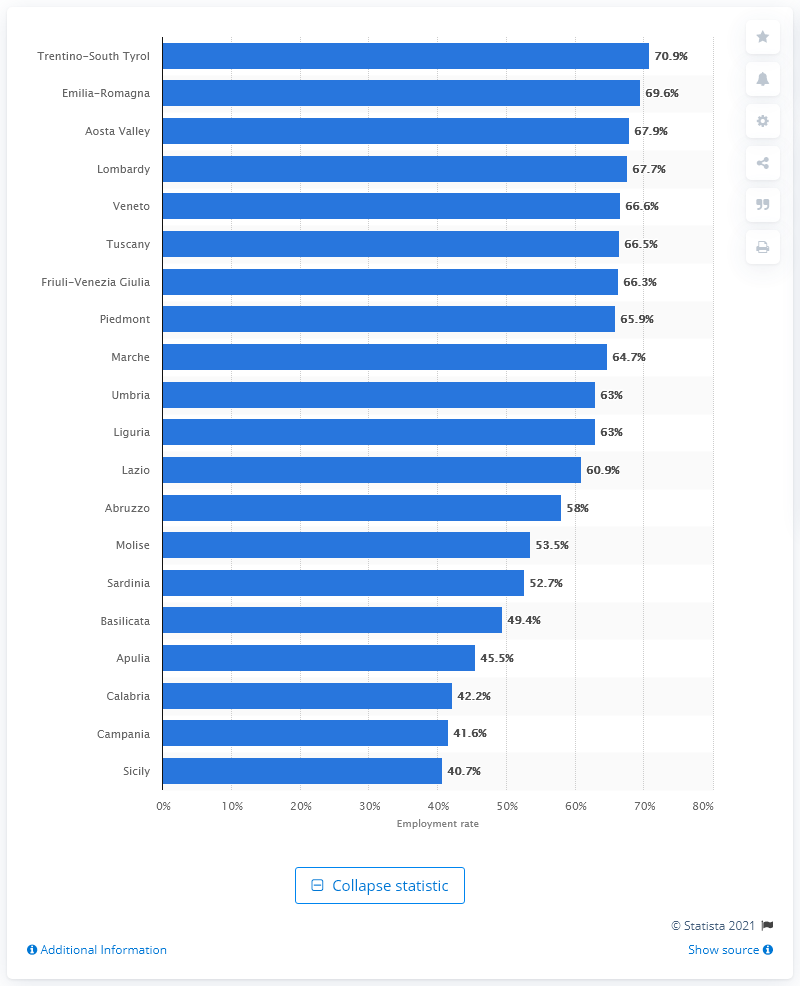 Trentino-South Tyrol 70.9%
Emilia-Romagna 69.6%
Aosta Valley 67.9%
Lombardy 67.7%
Veneto 66.6%
Tuscany 66.5%
Friuli-Venezia Giulia 66.3%
Piedmont 65.9%
Marche 64.7%
Umbria 63%
Liguria 63%
Lazio 60.9%
Abruzzo 58%
Molise 53.5%
Sardinia 52.7%
Basilicata 49.4%
Apulia 45.5%
Calabria 42.2%
Campania 41.6%
Sicily 40.7%
0% 10% 20% 30% 40% 50% 60% 70% 80%
Employment rate
Collapse statistic
© Statista 2021
Additional Information Show source